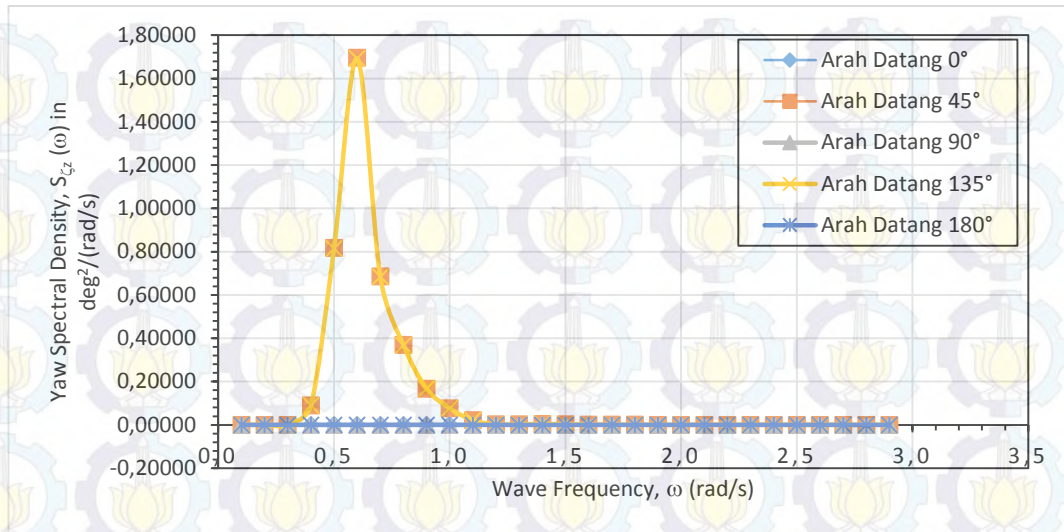 Yaw Spectral Density, Sζz (ω) in
deg²/(rad/s)
1,80000
1,60000
1,40000
1,20000
1,00000
0,80000
0,60000
0,40000
0,20000
0,00000
-0,20000
0 0,5 1,0 1,5 2,0 2,5 3,0 3,5
Wave Frequency, ω (rad/s)
Arah Datang 0°
Arah Datang 45°
Arah Datang 90°
Arah Datang 135°
Arah Datang 180°